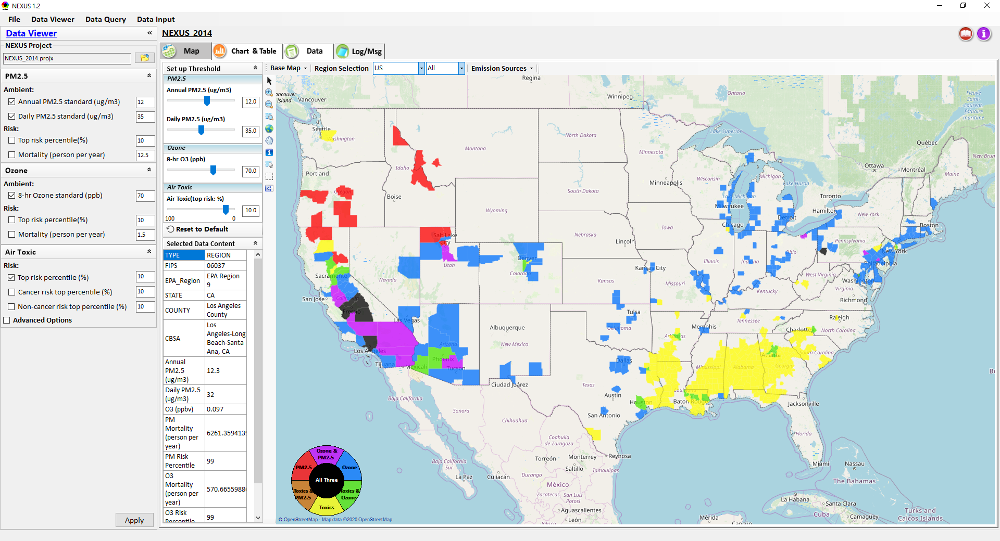 NEXUS 1.2
File Data Viewer Data Query Data Input
Data Viewer «
NEXUS Project
NEXUS_2014.projx
PM2.5
Ambient:
Annual PM2.5 standard (ug/m3) 12
Daily PM2.5 standard (ug/m3) 35
Risk:
Top risk percentile(%) 10
Mortality (person per year) 12.5
Ozone
Ambient:
8-hr Ozone standard (ppb) 70
Risk:
Top risk percentile(%) 10
Mortality (person per year) 1.5
Air Toxic
Risk:
Top risk percentile (%) 10
Cancer risk top percentile (%) 10
Non-cancer risk top percentile (%) 10
Advanced Options
Apply
NEXUS_2014
Map Chart & Table Data Log/Msg
Set up Threshold
PM2.5
Annual PM2.5 (ug/m3)
12.0
Daily PM2.5 (ug/m3)
35.0
Ozone
8-hr O3 (ppb)
70.0
Air Toxic
Air Toxic(top risk: %)
10.0
100 0
Reset to Default
Selected Data Content
TYPE REGION
FIPS 06037
EPA_Region EPA Region 9
STATE CA
COUNTY Los Angeles County
CBSA Los Angeles-Long Beach-Santa Ana, CA
Annual PM2.5 (ug/m3) 12.3
Daily PM2.5 (ug/m3) 32
O3 (ppbv) 0.097
PM Mortality (person per year) 6261.359413
PM Risk Percentile 99
O3 Mortality (person per year) 570.6655988
O3 Risk Percentile 99
Base Map Region Selection US All Emission Sources
Regina
Vancouver Island
Vancouver
Winnipeg
Ontario
Fleuve Saint-Laurent, Estuaire maritime
Seattle
Washington
Montana
North Dakota
Lake Superior
Québec
Minnesota
New Brun
Portland
Idaho
Ottawa
Montréal
Maine
Minneapolis
Wisconsin
Michigan
Lake Huron
Oregon
Boise
South Dakota
Lake Michigan
Toronto
Wyoming
Milwaukee
Hamilton
New York
Detroit
Chicago
Boston
Iowa
Salt Lake City
Nebraska
Lincoln
Pennsylvania
New York
Ohio
Denver
Utah
Illinois
Indiana
Philadelphia
Sacramento
Nevada
Colorado
Kansas City
Kansas
Missouri
West Virginia
Washington
Kentucky
Virginia
San Jose
California
Richmond
Fresno
Las Vegas
Tulsa
Raleigh
Albuquerque
Oklahoma
Memphis
Tennessee
Charlotte
North Carolina
Arkansas
Los Angeles
Arizona
New Mexico
Phoenix
Atlanta
South Carolina
Tijuana
Mexicali
Tucson
Dallas
Mississippi
Alabama
Georgia
Ciudad Juárez
Texas
Louisiana
Baja California
Austin
Houston
Baton Rouge
Jacksonville
Sonora
San Antonio
Chihuahua
Florida
Coahuila de Zaragoza
Monterrey
Reynosa
Torreón
Saltillo
Miami
Nassau
Baja California Sur
La Paz
Culiacán
Durango
Tamaulipas
The Bahamas
México
Zacatecas
San Luis Potosí
La Habana
Santa Clara
Aguascalientes
León
Mérida
Cancún
Cuba
Camagüey
Turks and Caicos Islands
Ozone & PM2.5
PM2.5
Ozone
All Three
Toxics & PM2.5
Toxics & Ozone
Toxics
© OpenStreetMap - Map data ©2020 OpenStreetMap